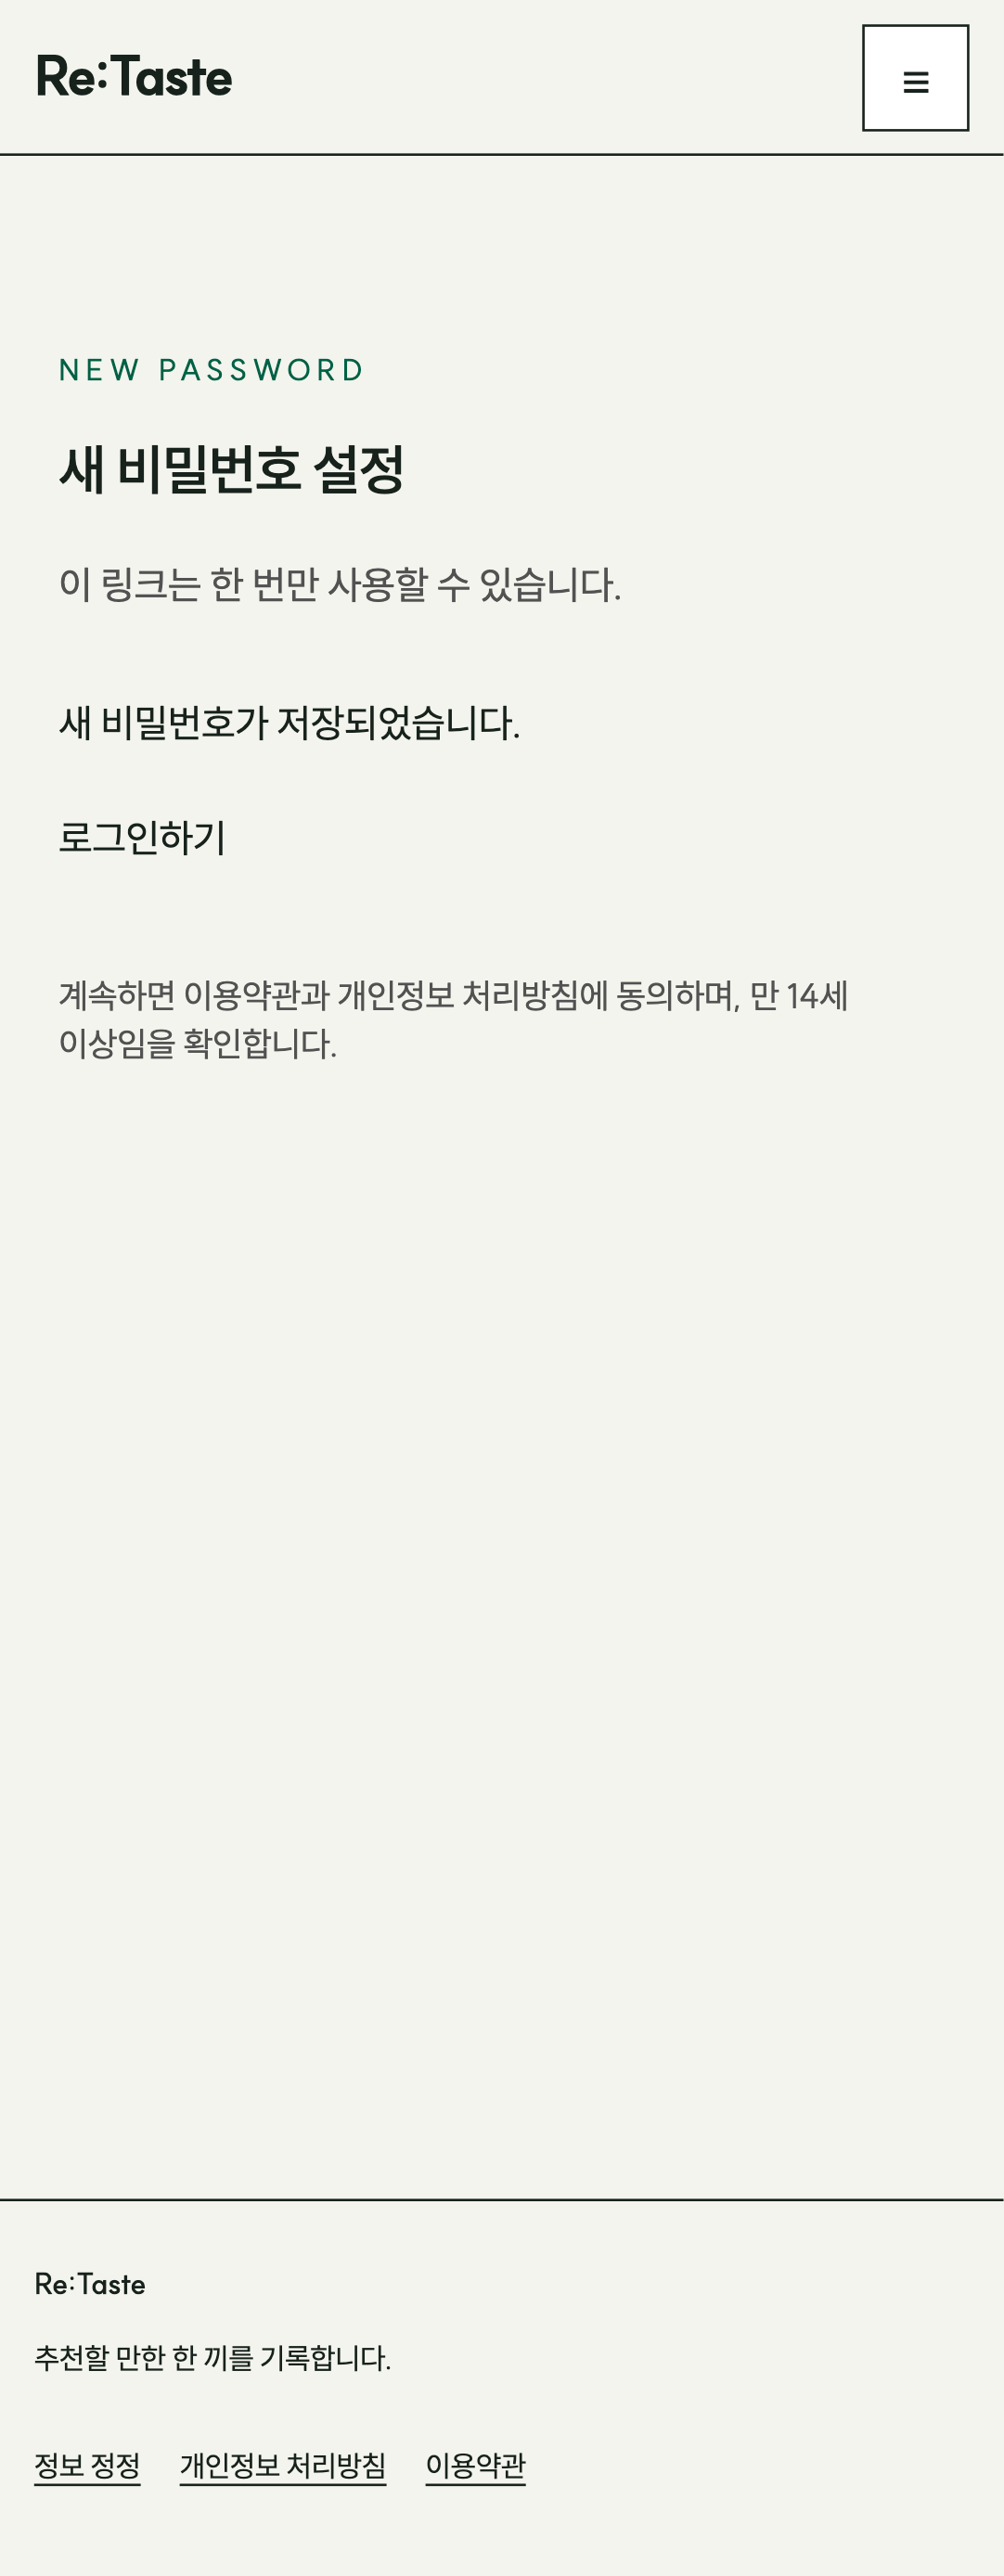 Re:Taste
NEW PASSWORD
새 비밀번호 설정
이 링크는 한 번만 사용할 수 있습니다.
새 비밀번호가 저장되었습니다.
로그인하기
계속하면 이용약관과 개인정보 처리방침에 동의하며, 만 14세
이상임을 확인합니다.
Re:Taste
추천할 만한 한 끼를 기록합니다.
정보 정정 개인정보 처리방침 이용약관